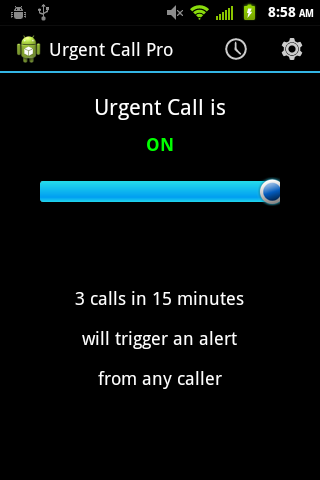 8:58 AM
Urgent Call Pro
Urgent Call is
ON
3 calls in 15 minutes
will trigger an alert
from any caller